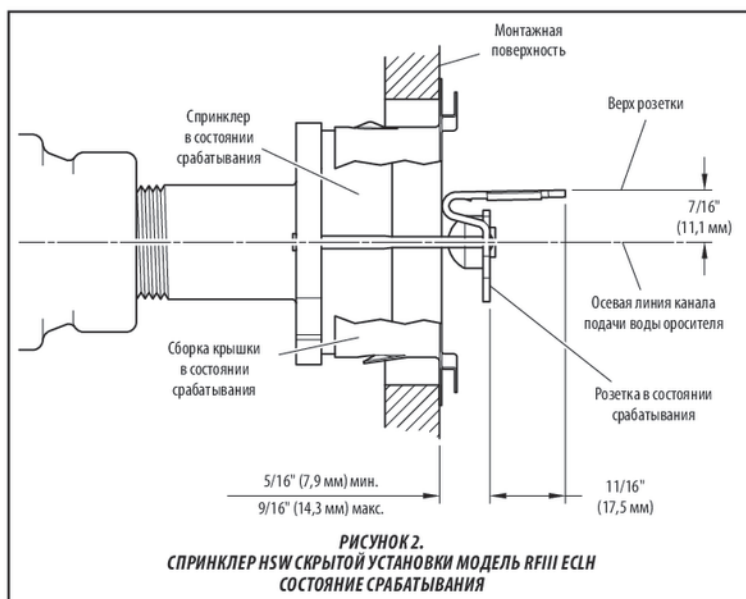 Монтажная
поверхность
Спринклер
в состоянии
срабатывания
Верх розетки
7/16"
(11,1 мм)
Осевая линия канала
подачи воды оросителя
Сборка крышки
в состоянии
срабатывания
Розетка в состоянии
срабатывания
5/16" (7,9 мм) мин.
9/16" (14,3 мм) макс.
11/16"
(17,5 мм)
РИСУНОК 2.
СПРИНКЛЕР HSW СКРЫТОЙ УСТАНОВКИ МОДЕЛЬ RFIII ECLH
СОСТОЯНИЕ СРАБАТЫВАНИЯ